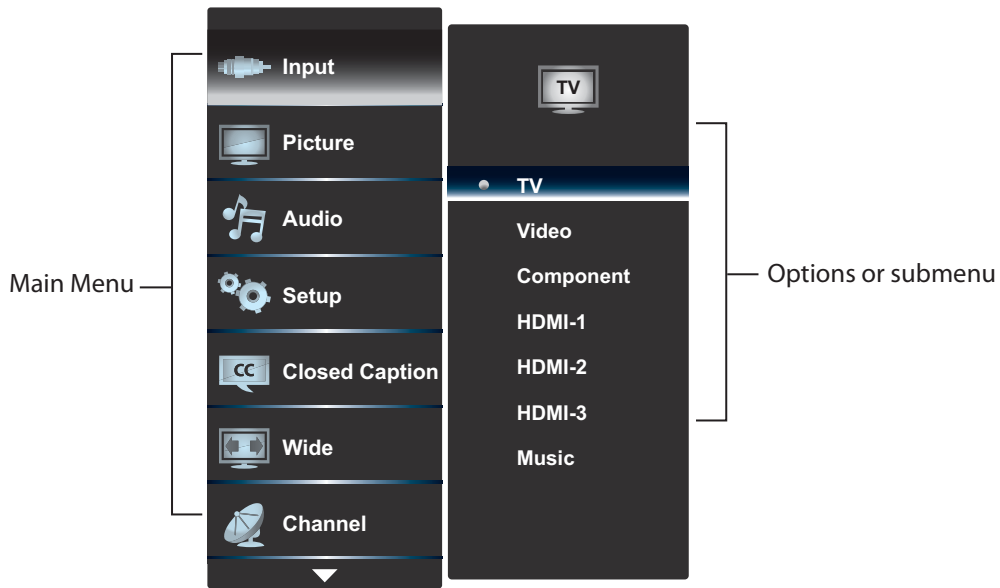 Main Menu
Input
Picture
Audio
Setup
CC
Closed Caption
Wide
Channel
TV
TV
Video
Component
HDMI-1
HDMI-2
HDMI-3
Music
Options or submenu